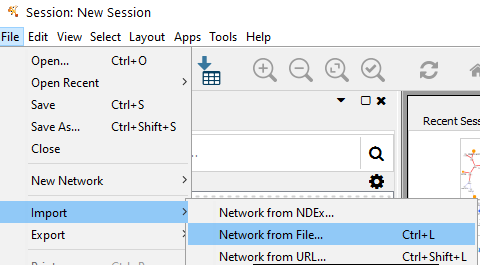 Session: New Session
File Edit View Select Layout Apps Tools Help
Open... Ctrl+O
Open Recent
Save Ctrl+S
Save As... Ctrl+Shift+S
Close
Recent Sess
New Network
Import
Network from NDEx...
Export
Network from File... Ctrl+L
Network from URL... Ctrl+Shift+L